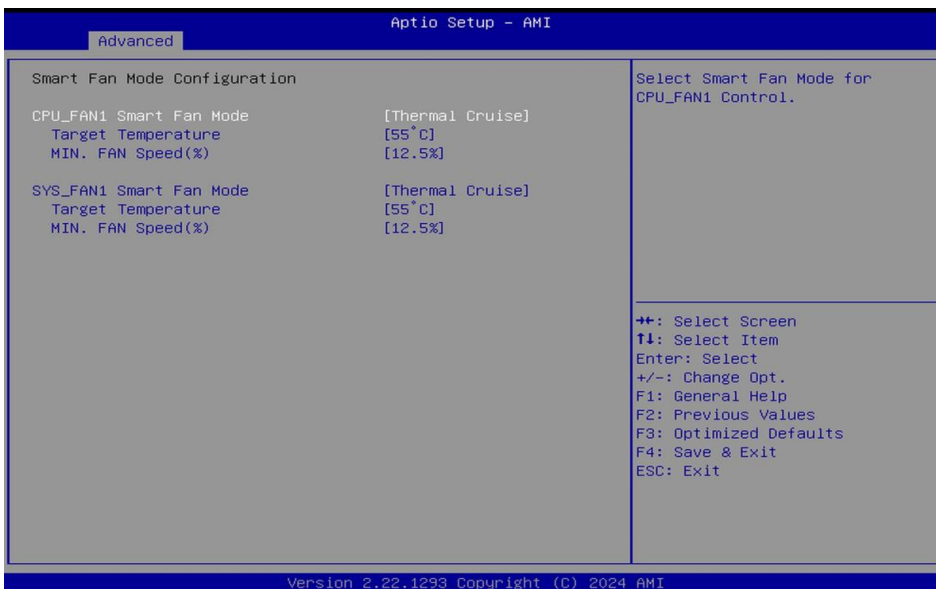 Aptio Setup – AMI
Advanced
Smart Fan Mode Configuration
CPU_FAN1 Smart Fan Mode [Thermal Cruise]
Target Temperature [55°C]
MIN. FAN Speed(%) [12.5%]
SYS_FAN1 Smart Fan Mode [Thermal Cruise]
Target Temperature [55°C]
MIN. FAN Speed(%) [12.5%]
Select Smart Fan Mode for
CPU_FAN1 Control.
→←: Select Screen
↑↓: Select Item
Enter: Select
+/-: Change Opt.
F1: General Help
F2: Previous Values
F3: Optimized Defaults
F4: Save & Exit
ESC: Exit
Version 2.22.1293 Copyright (C) 2024 AMI